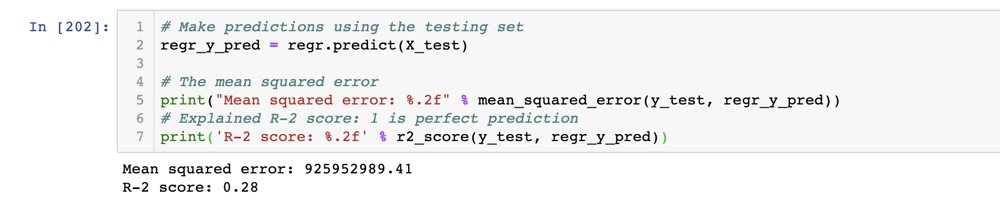 In [202]:
1 # Make predictions using the testing set
2 regr_y_pred = regr.predict(X_test)
3
4 # The mean squared error
5 print("Mean squared error: %.2f" % mean_squared_error(y_test, regr_y_pred))
6 # Explained R-2 score: 1 is perfect prediction
7 print('R-2 score: %.2f' % r2_score(y_test, regr_y_pred))
Mean squared error: 925952989.41
R-2 score: 0.28